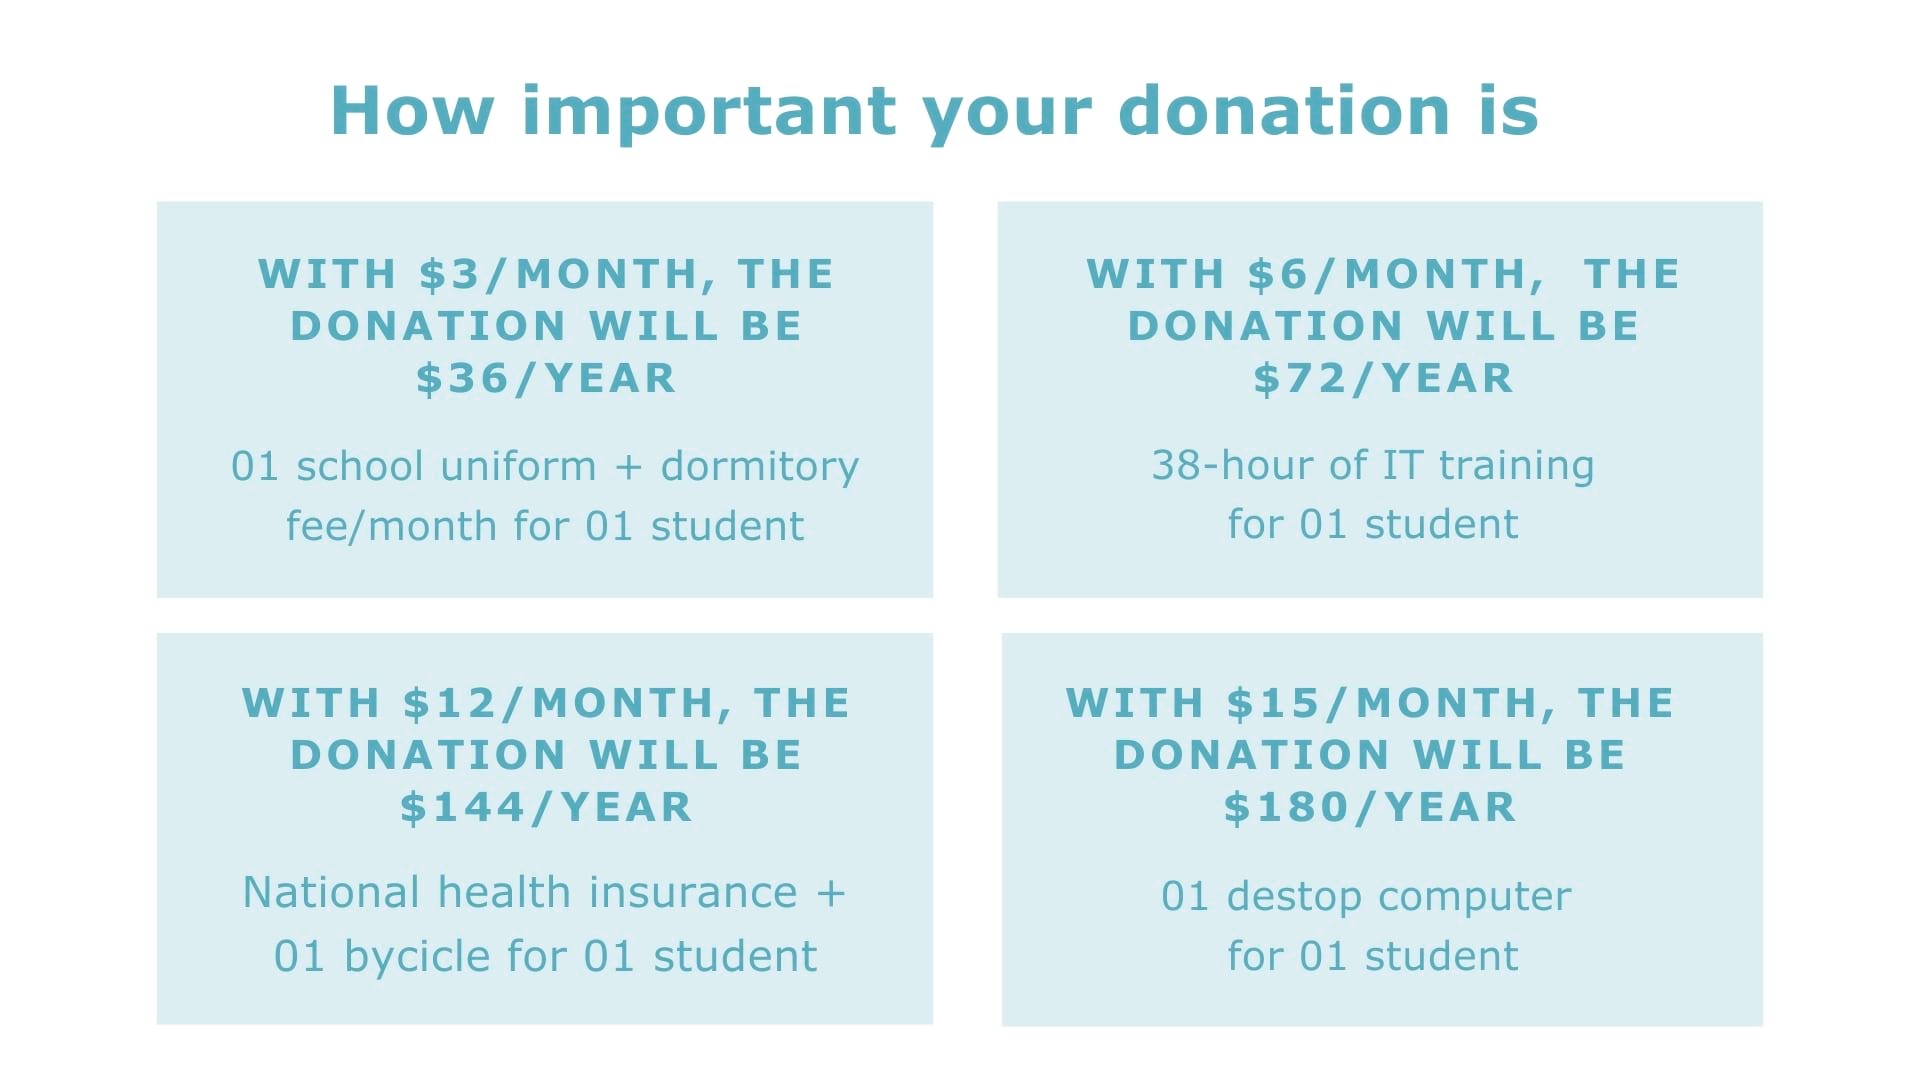 How important your donation is
WITH $3/MONTH, THE
DONATION WILL BE
$36/YEAR
01 school uniform + dormitory
fee/month for 01 student
WITH $6/MONTH, THE
DONATION WILL BE
$72/YEAR
38-hour of IT training
for 01 student
WITH $12/MONTH, THE
DONATION WILL BE
$144/YEAR
National health insurance +
01 bycicle for 01 student
WITH $15/MONTH, THE
DONATION WILL BE
$180/YEAR
01 destop computer
for 01 student